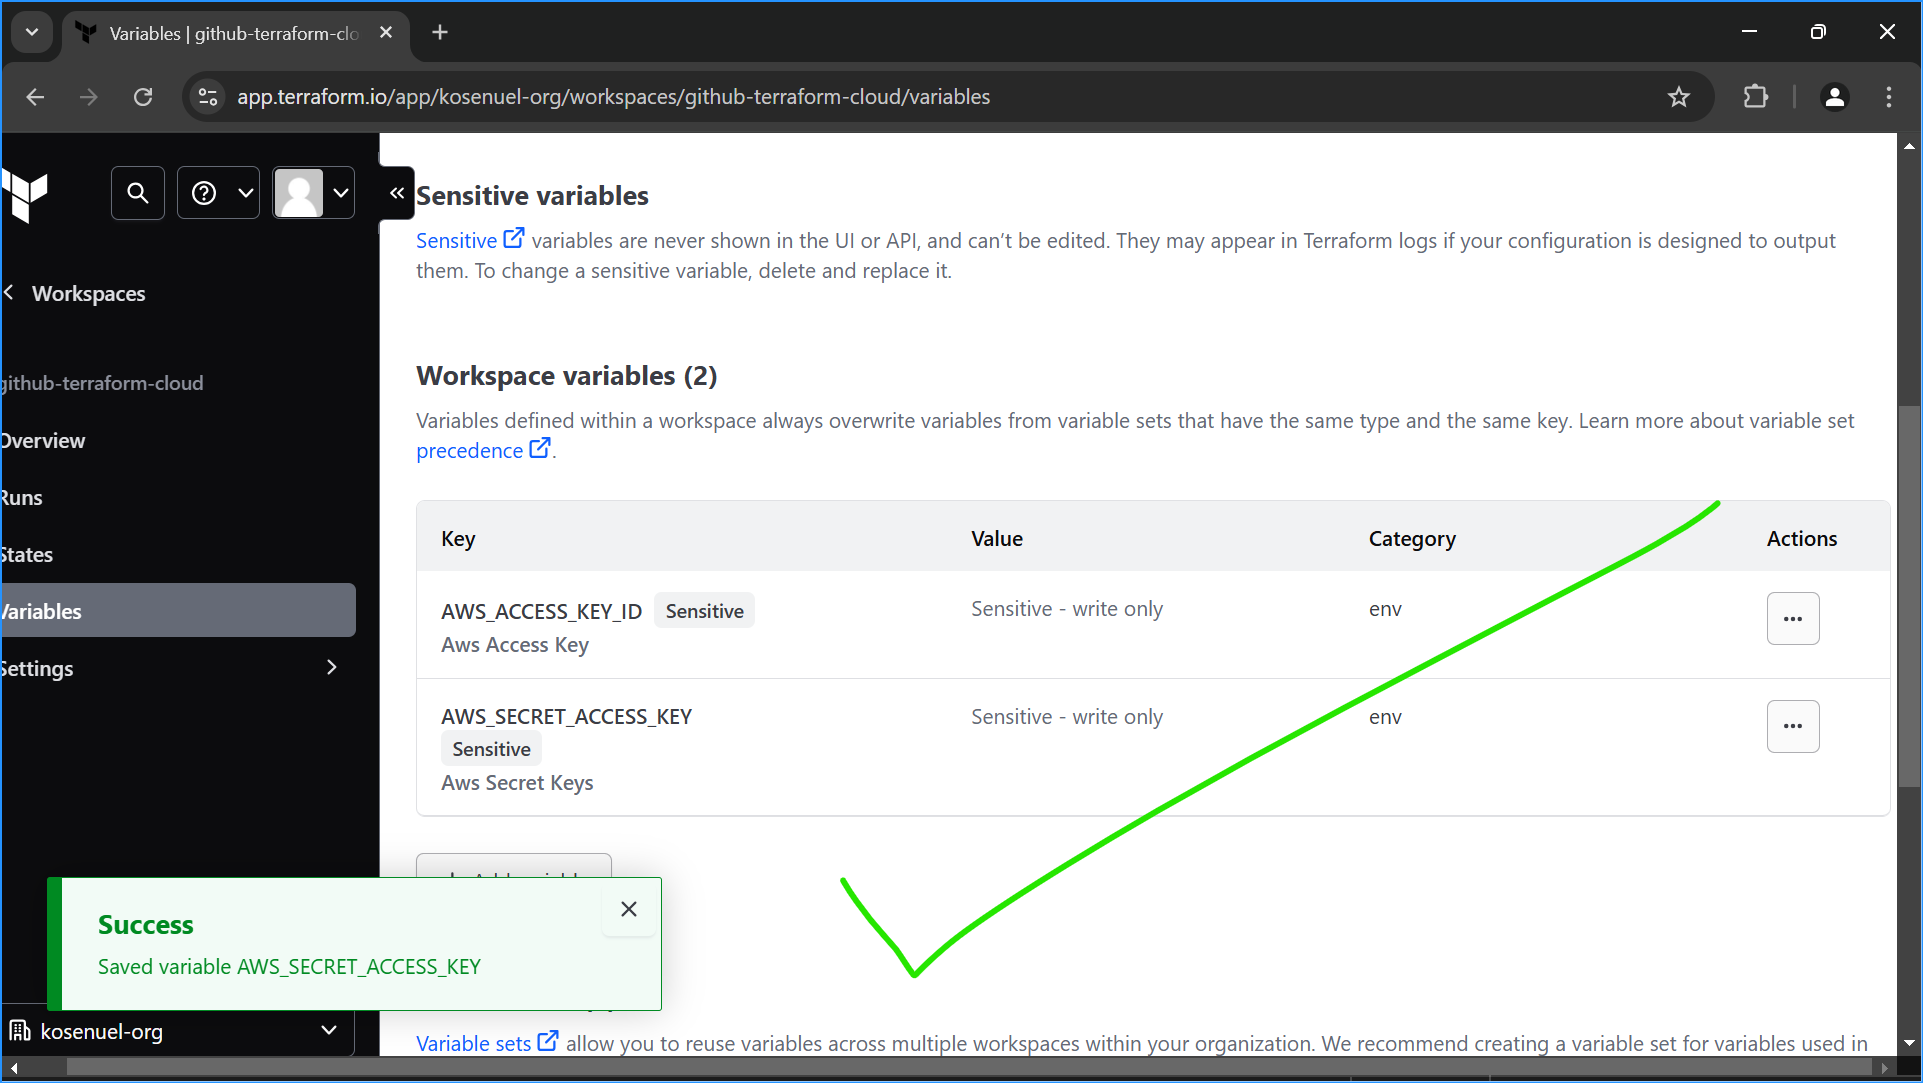 Variables | github-terraform-clo
app.terraform.io/app/kosenuel-org/workspaces/github-terraform-cloud/variables
Workspaces
github-terraform-cloud
Overview
Runs
States
Variables
Settings
kosenuel-org
Sensitive variables
Sensitive variables are never shown in the UI or API, and can’t be edited. They may appear in Terraform logs if your configuration is designed to output
them. To change a sensitive variable, delete and replace it.
Workspace variables (2)
Variables defined within a workspace always overwrite variables from variable sets that have the same type and the same key. Learn more about variable set
precedence.
Key Value Category Actions
AWS_ACCESS_KEY_ID Sensitive Sensitive - write only env
Aws Access Key
AWS_SECRET_ACCESS_KEY Sensitive - write only env
Sensitive
Aws Secret Keys
Success
Saved variable AWS_SECRET_ACCESS_KEY
Variable sets allow you to reuse variables across multiple workspaces within your organization. We recommend creating a variable set for variables used in